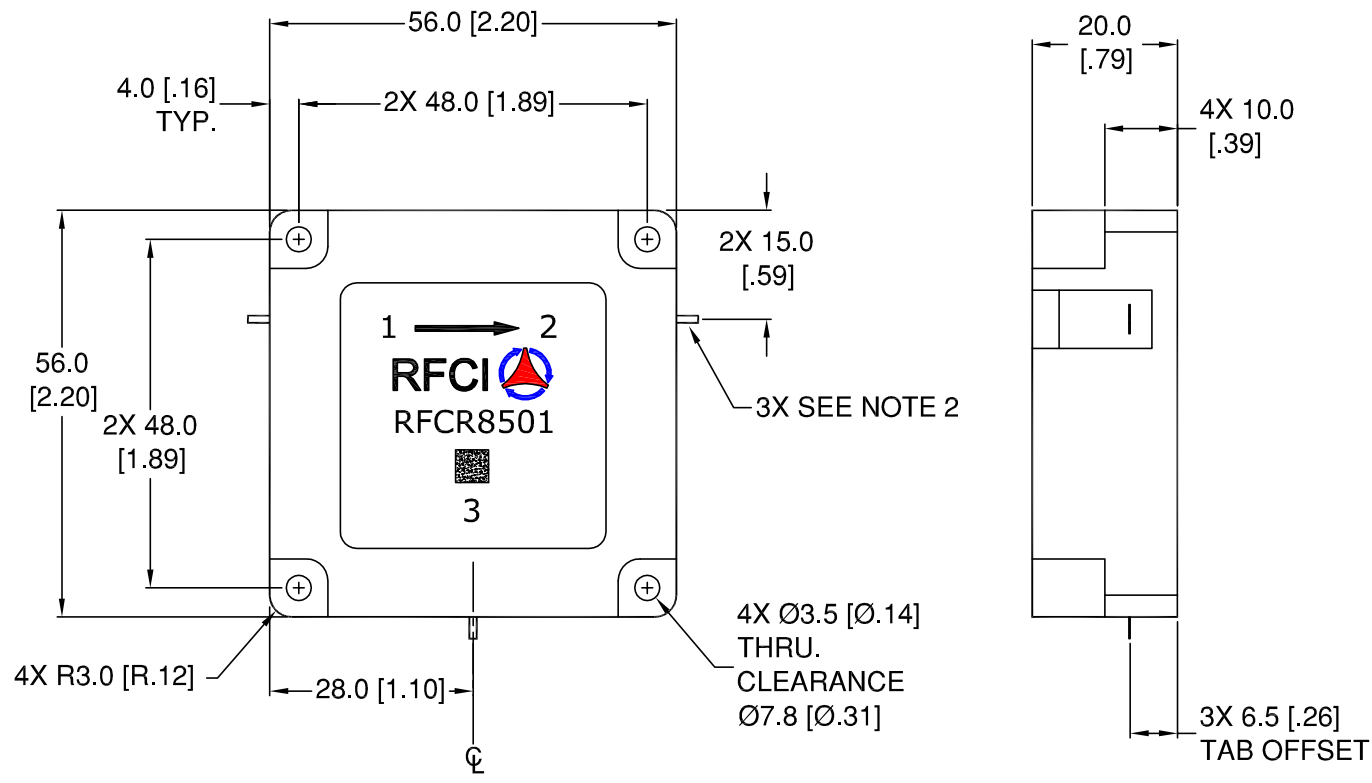 56.0 [2.20]
4.0 [.16]
TYP.
2X 48.0 [1.89]
20.0
[.79]
4X 10.0
[.39]
2X 15.0
[.59]
56.0
[2.20]
2X 48.0
[1.89]
1 2
RFCI
RFCR8501
3
3X SEE NOTE 2
4X R3.0 [R.12]
28.0 [1.10]
℄
4X Ø3.5 [Ø.14]
THRU.
CLEARANCE
Ø7.8 [Ø.31]
3X 6.5 [.26]
TAB OFFSET